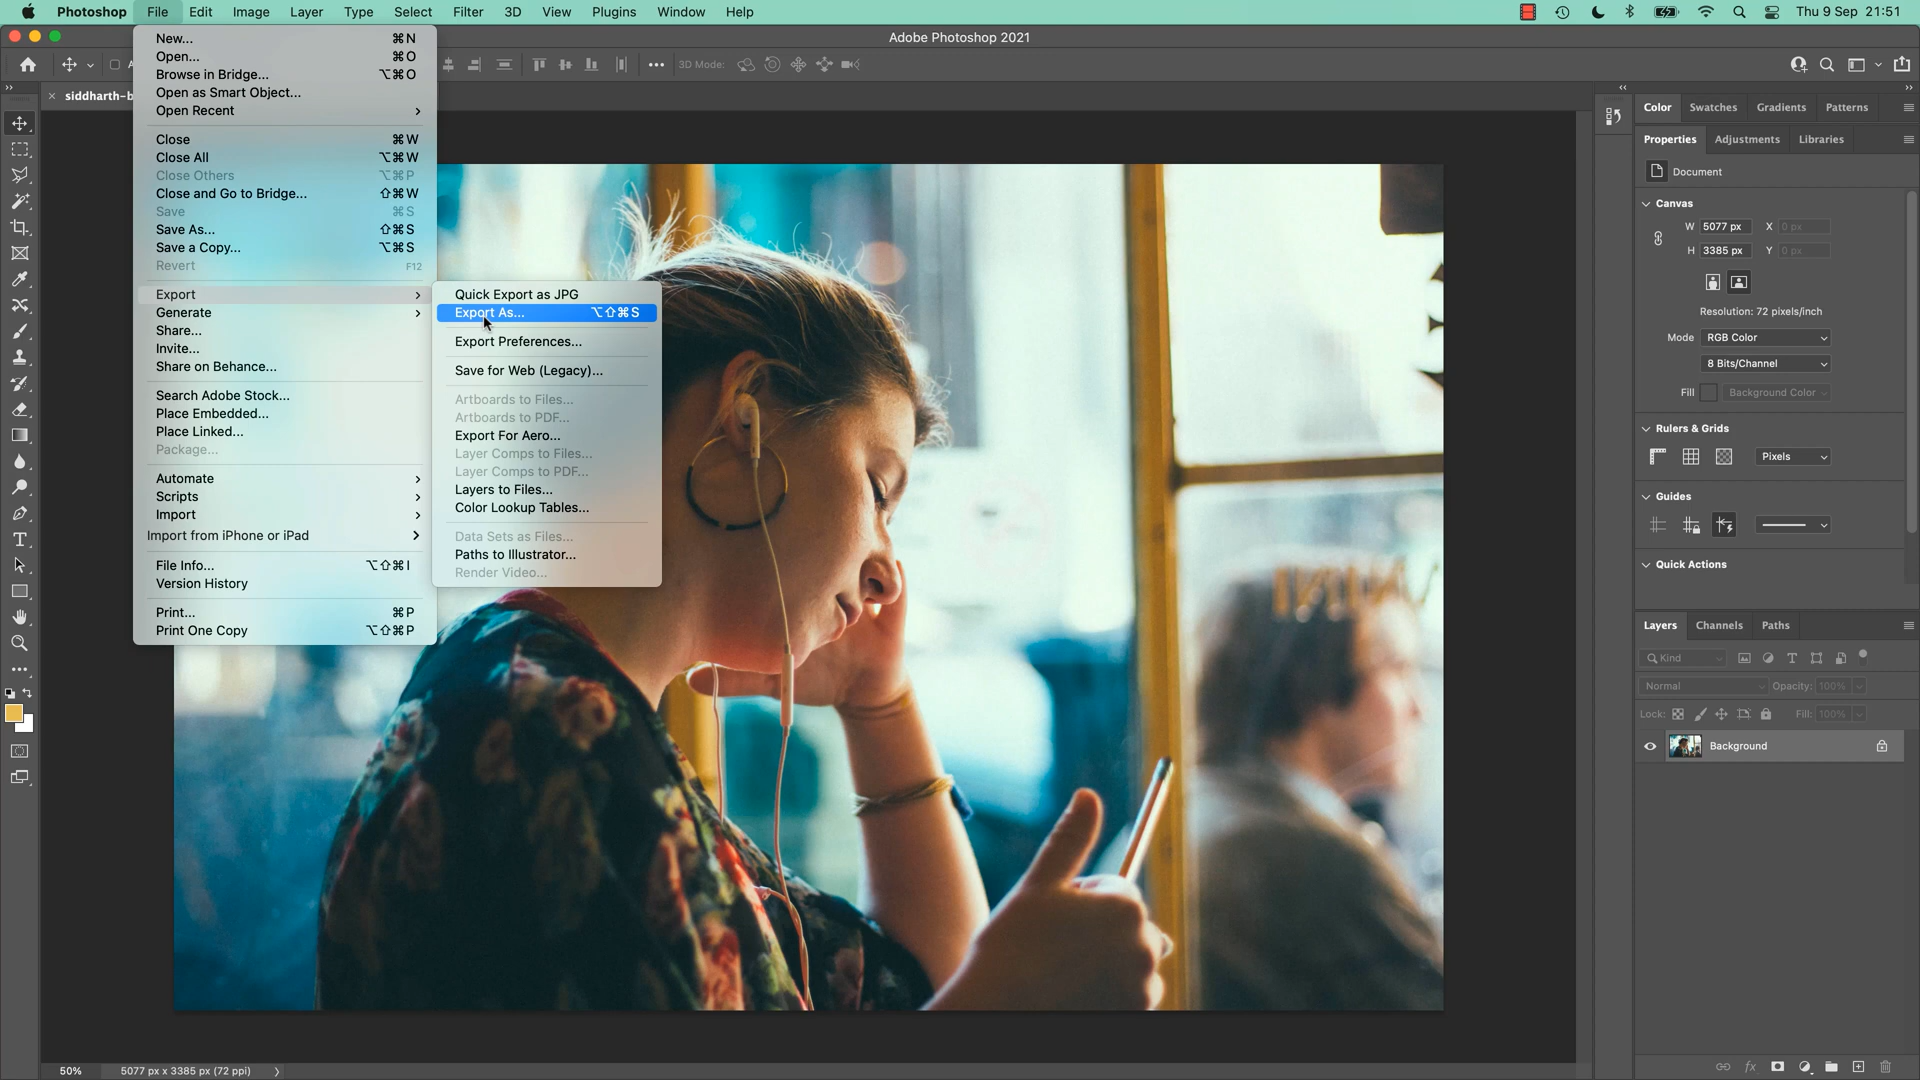 Photoshop File Edit Image Layer Type Select Filter 3D View Plugins Window Help Thu 9 Sep 21:51
Adobe Photoshop 2021
3D Mode:
siddharth-b
New... ⌘N
Open... ⌘O
Browse in Bridge... ⌥⌘O
Open as Smart Object...
Open Recent
Close ⌘W
Close All ⌥⌘W
Close Others ⌥⌘P
Close and Go to Bridge... ⇧⌘W
Save ⌘S
Save As... ⇧⌘S
Save a Copy... ⌥⌘S
Revert F12
Export
Generate
Share...
Invite...
Share on Behance...
Search Adobe Stock...
Place Embedded...
Place Linked...
Package...
Automate
Scripts
Import
Import from iPhone or iPad
File Info... ⌥⇧⌘I
Version History
Print... ⌘P
Print One Copy ⌥⇧⌘P
Quick Export as JPG
Export As... ⌥⇧⌘S
Export Preferences...
Save for Web (Legacy)...
Artboards to Files...
Artboards to PDF...
Export For Aero...
Layer Comps to Files...
Layer Comps to PDF...
Layers to Files...
Color Lookup Tables...
Data Sets as Files...
Paths to Illustrator...
Render Video...
Color Swatches Gradients Patterns
Properties Adjustments Libraries
Document
Canvas
W 5077 px X 0 px
H 3385 px Y 0 px
Resolution: 72 pixels/inch
Mode RGB Color
8 Bits/Channel
Fill Background Color
Rulers & Grids
Pixels
Guides
Quick Actions
Layers Channels Paths
Kind
Normal Opacity: 100%
Lock: Fill: 100%
Background
fx
50% 5077 px x 3385 px (72 ppi)